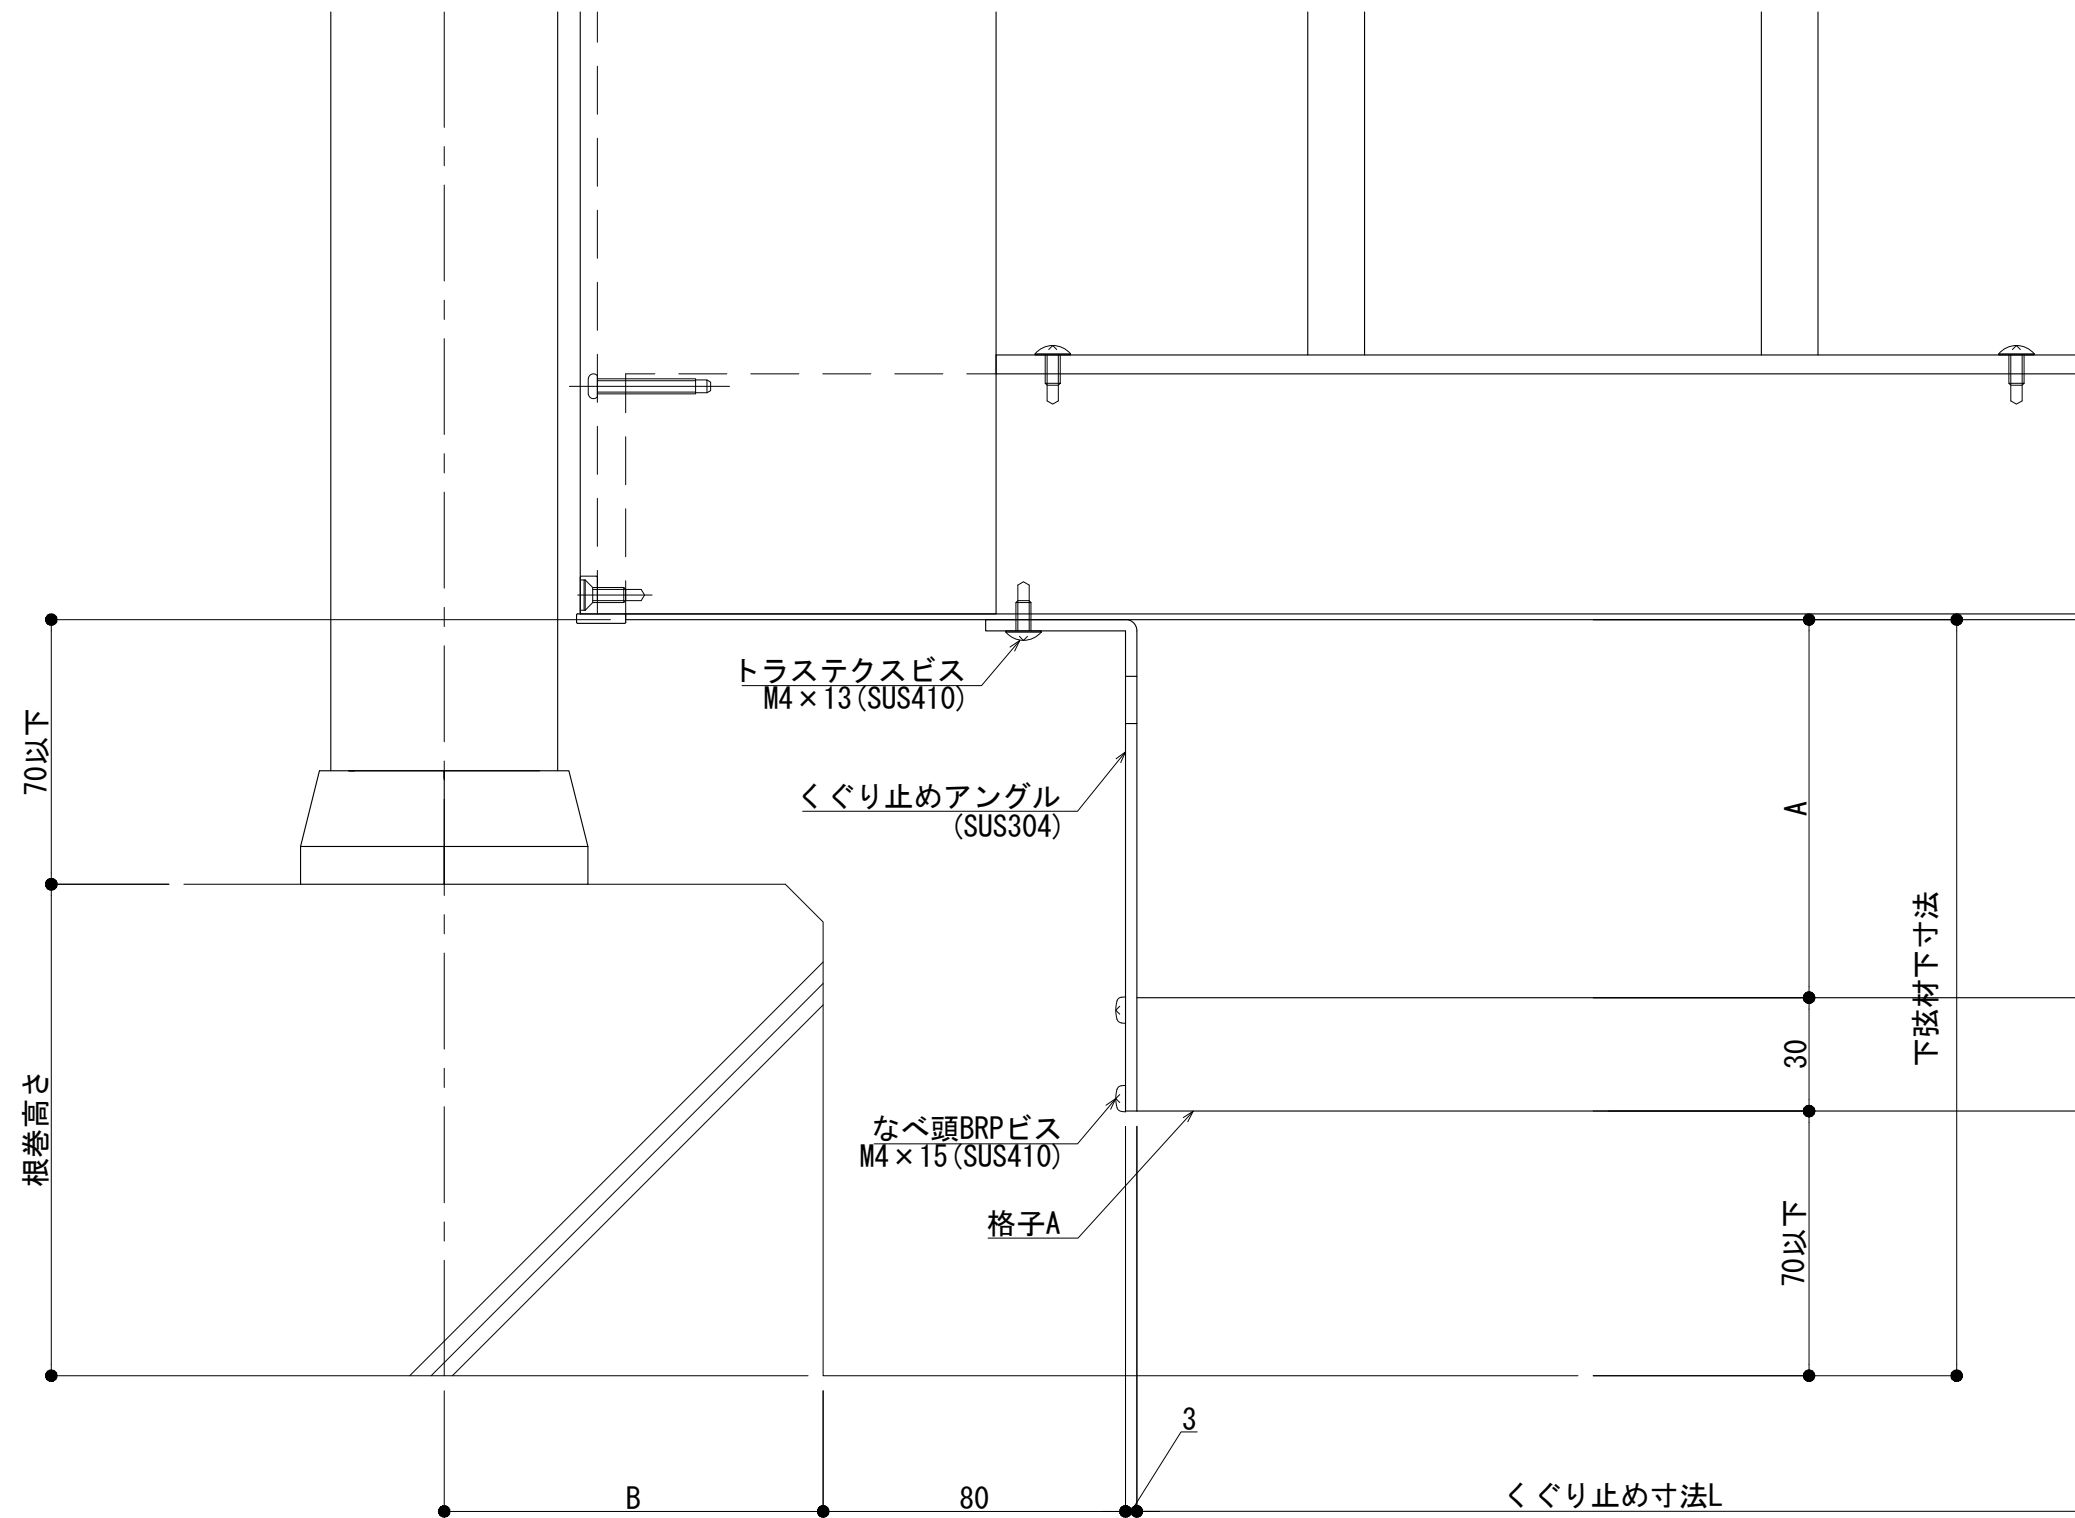 トラステクスビス
M4×13(SUS410)
70以下
くぐり止めアングル
(SUS304)
A
下弦材下寸法
30
根巻高さ
なべ頭BRPビス
M4×15(SUS410)
格子A
70以下
3
B
80
くぐり止め寸法L